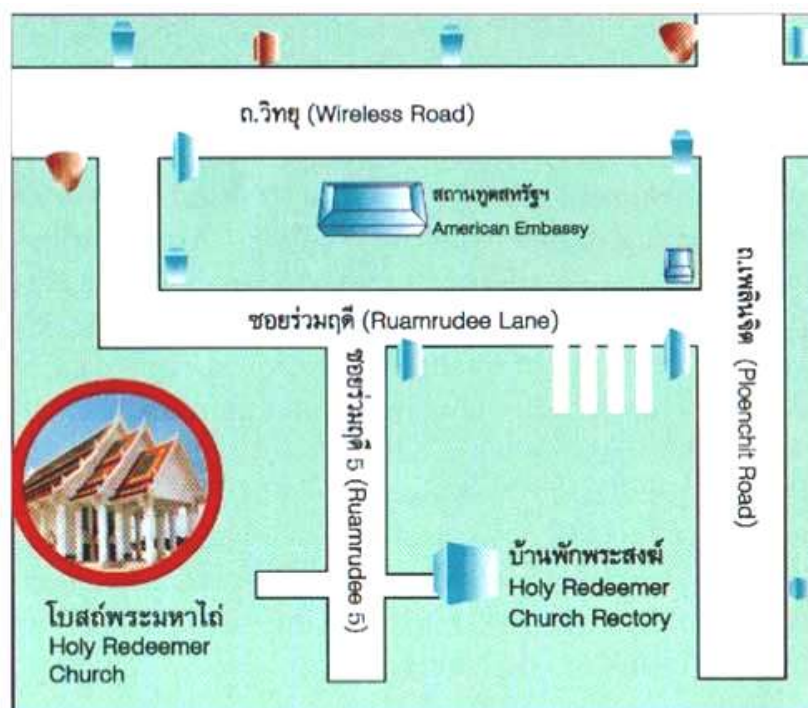 ถ.วิทยุ (Wireless Road)
สถานทูตสหรัฐฯ
American Embassy
ซอยร่วมฤดี (Ruamrudee Lane)
ถ.เพลินจิต (Ploenchit Road)
ซอยร่วมฤดี 5 (Ruamrudee 5)
บ้านพักพระสงฆ์
Holy Redeemer
Church Rectory
โบสถ์พระมหาไถ่
Holy Redeemer
Church